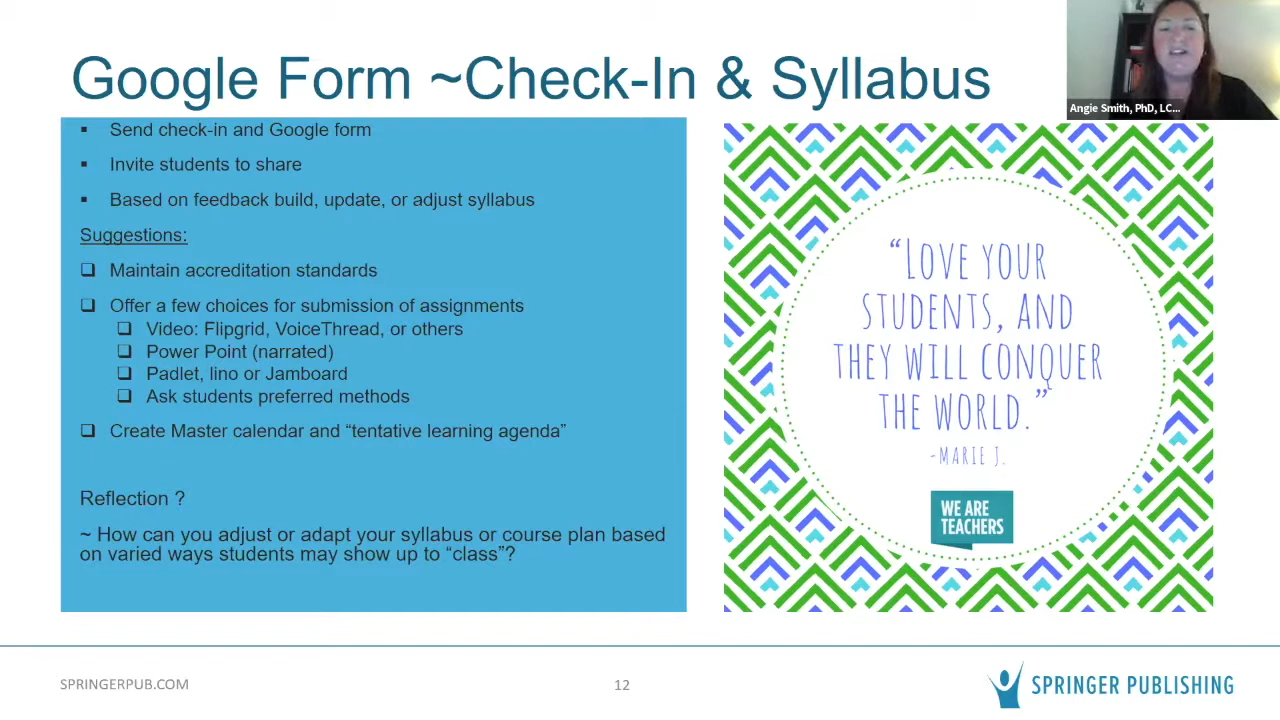 Google Form ~Check-In & Syllabus
Angie Smith, PhD, LC...
▪ Send check-in and Google form
▪ Invite students to share
▪ Based on feedback build, update, or adjust syllabus
Suggestions:
❑ Maintain accreditation standards
❑ Offer a few choices for submission of assignments
❑ Video: Flipgrid, VoiceThread, or others
❑ Power Point (narrated)
❑ Padlet, lino or Jamboard
❑ Ask students preferred methods
❑ Create Master calendar and “tentative learning agenda”
Reflection ?
~ How can you adjust or adapt your syllabus or course plan based
on varied ways students may show up to “class”?
“LOVE YOUR
STUDENTS, AND
THEY WILL CONQUER
THE WORLD.”
-MARIE J.
WE ARE
TEACHERS
SPRINGERPUB.COM
12
SPRINGER PUBLISHING